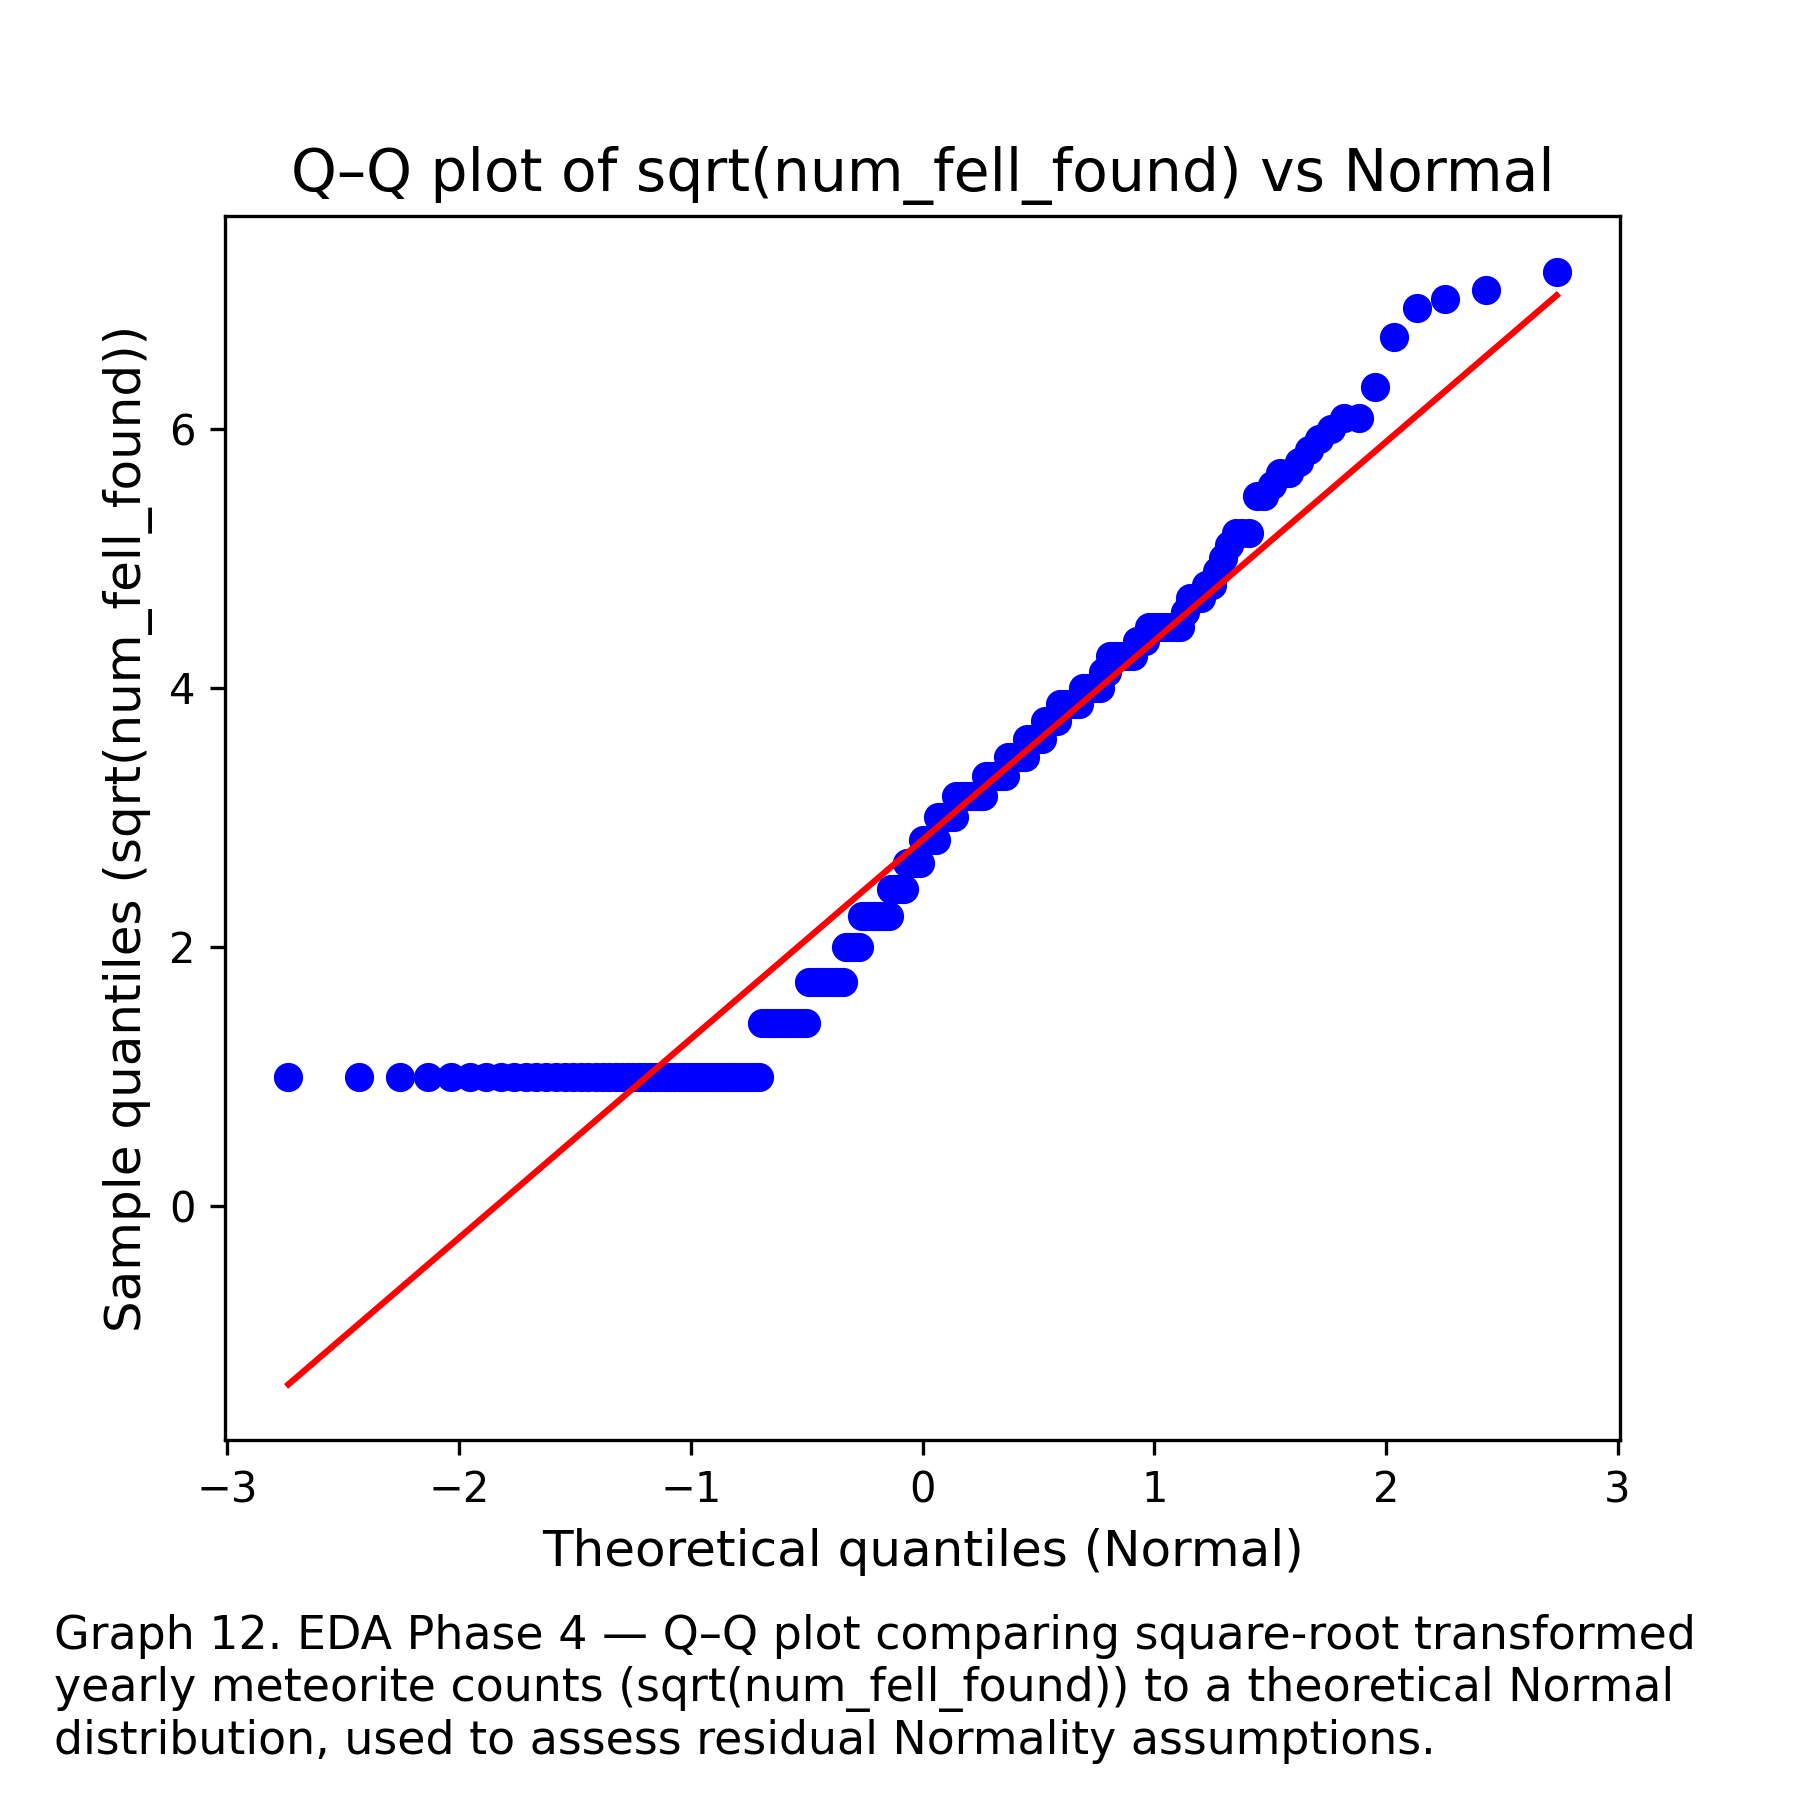 Q–Q plot of sqrt(num_fell_found) vs Normal
Sample quantiles (sqrt(num_fell_found))
6
4
2
0
−3 −2 −1 0 1 2 3
Theoretical quantiles (Normal)
Graph 12. EDA Phase 4 — Q–Q plot comparing square-root transformed
yearly meteorite counts (sqrt(num_fell_found)) to a theoretical Normal
distribution, used to assess residual Normality assumptions.